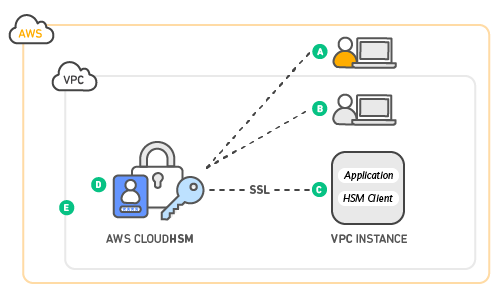 AWS
A
VPC
B
D
SSL
C
Application
HSM Client
E
AWS CLOUDHSM
VPC INSTANCE